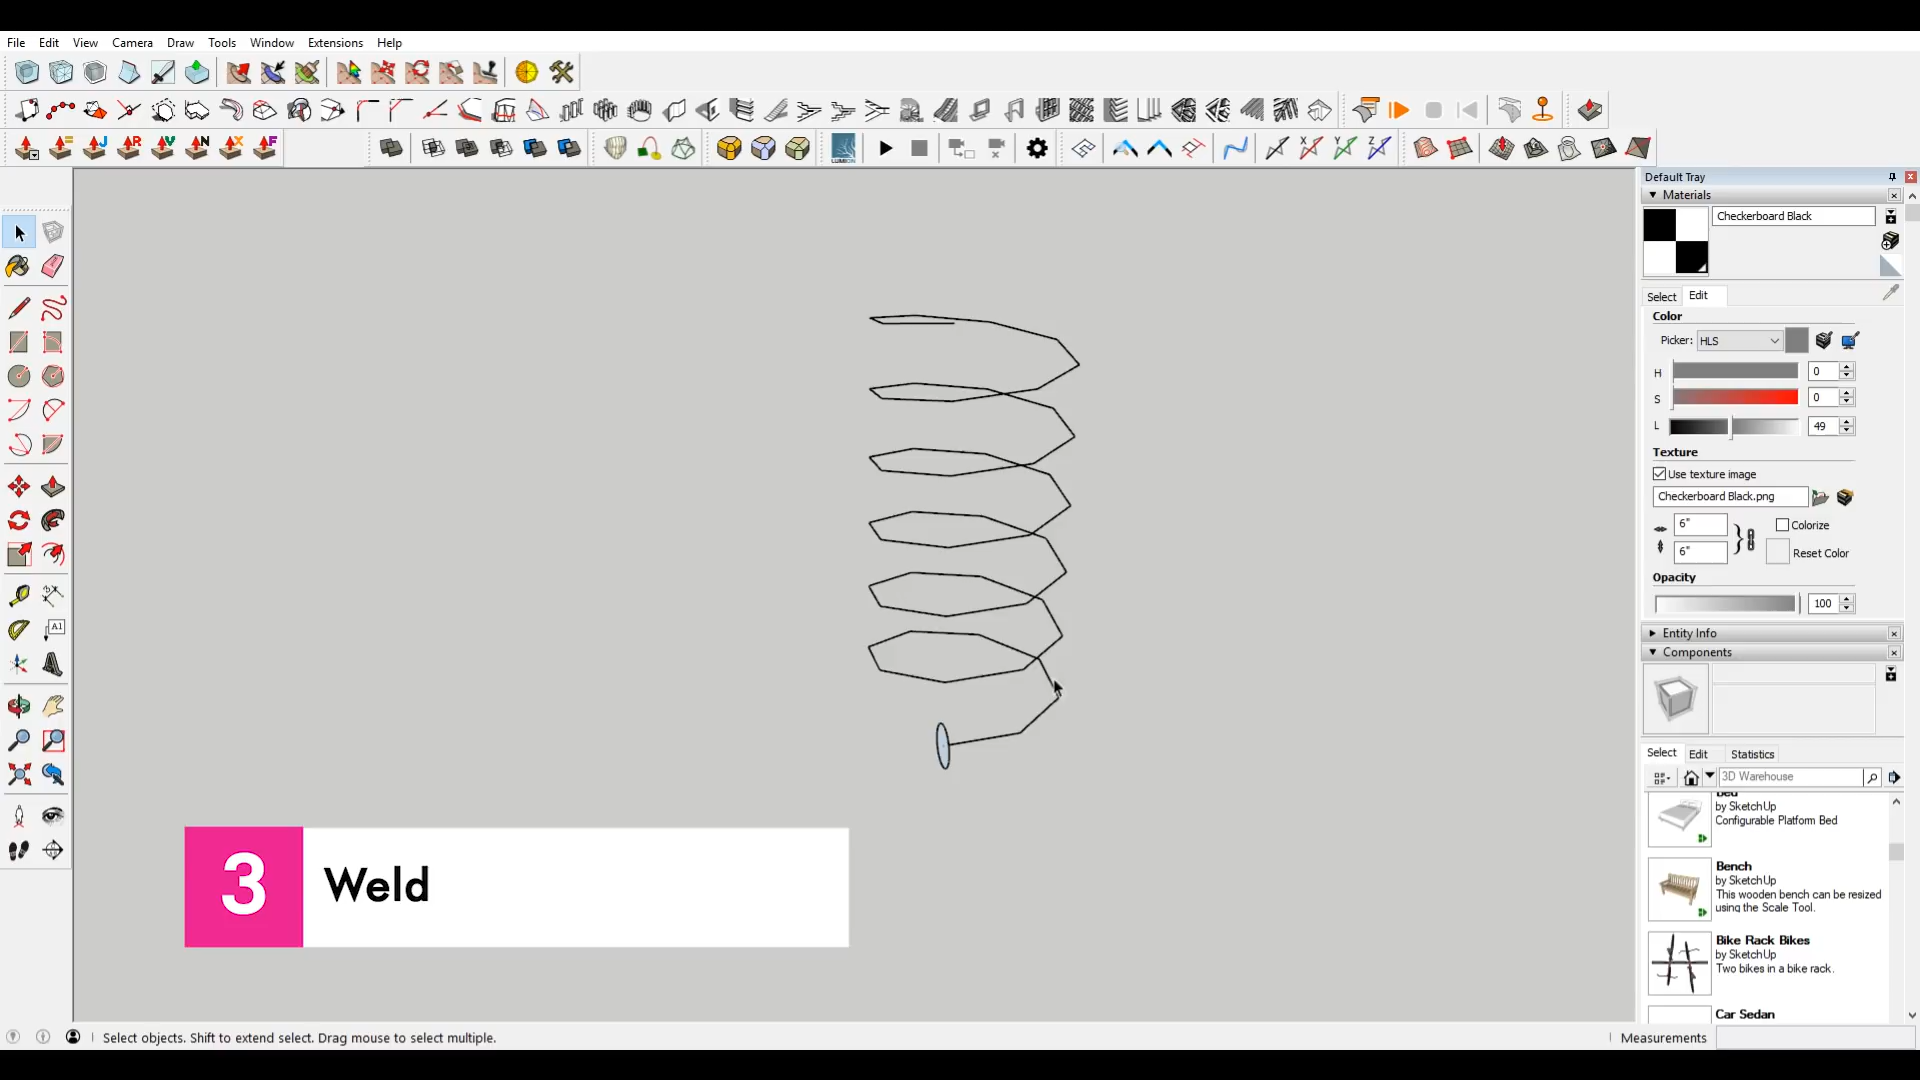 File Edit View Camera Draw Tools Window Extensions Help
= J R V N X F
LUMION
X Y Z
Default Tray
Materials
Checkerboard Black
Select Edit
Color
Picker: HLS
H 0
S 0
L 49
Texture
Use texture image
Checkerboard Black.png
6"
Colorize
6"
Reset Color
Opacity
100
Entity Info
Components
Select Edit Statistics
3D Warehouse
Bed
by SketchUp
Configurable Platform Bed
Bench
by SketchUp
This wooden bench can be resized
using the Scale Tool.
Bike Rack Bikes
by SketchUp
Two bikes in a bike rack.
Car Sedan
A1
3 Weld
Select objects. Shift to extend select. Drag mouse to select multiple.
Measurements